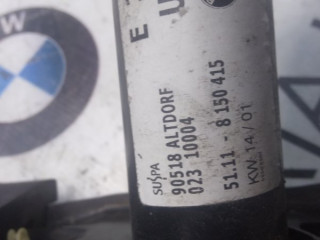 SUSPA
90518 ALTDORF
023 10004
51.11 - 8 150 415
KW 14 / 01